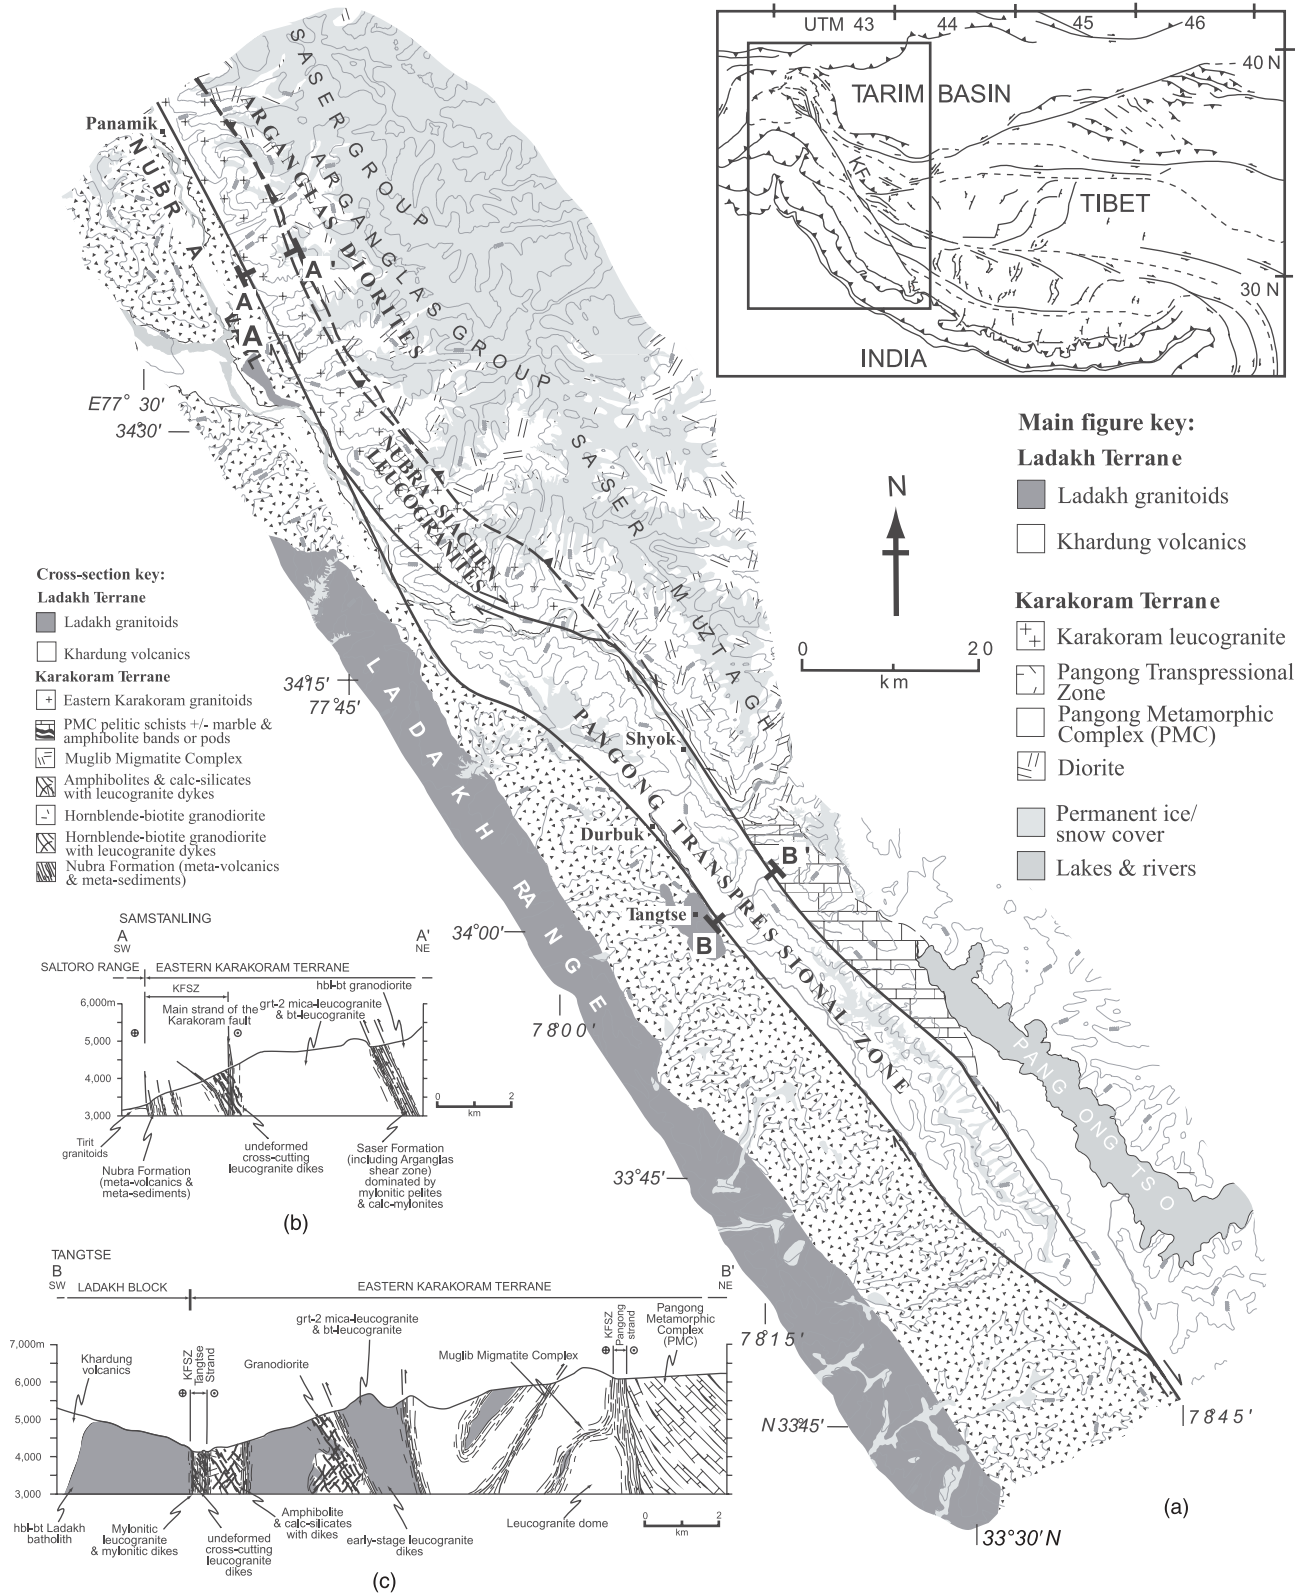 UTM 43
44
45
46
40 N
TARIM BASIN
KF
TIBET
30 N
INDIA
SASER GROUP
ARGANGLAS DIORITES
ARGANGLAS GROUP
Panamik
NUBRA
A
A'
A
E77° 30'
3430'
NUBRA-SIACHEN
LEUCOGRANITES
SASER MUZTAGH
N
0 20
km
Main figure key:
Ladakh Terrane
Ladakh granitoids
Khardung volcanics
Karakoram Terrane
Karakoram leucogranite
Pangong Transpressional
Zone
Pangong Metamorphic
Complex (PMC)
Diorite
Permanent ice/
snow cover
Lakes & rivers
Cross-section key:
Ladakh Terrane
Ladakh granitoids
Khardung volcanics
Karakoram Terrane
Eastern Karakoram granitoids
PMC pelitic schists +/- marble &
amphibolite bands or pods
Muglib Migmatite Complex
Amphibolites & calc-silicates
with leucogranite dykes
Hornblende-biotite granodiorite
Hornblende-biotite granodiorite
with leucogranite dykes
Nubra Formation (meta-volcanics
& meta-sediments)
34°15'
77°45'
LADAKH RANGE
PANGONG TRANSPRESSIONAL ZONE
Shyok
Durbuk
Tangtse
B'
B
34°00'
7800'
PANGONG TSO
33°45'
78°15'
N 3345'
7845'
33°30' N
(a)
SAMSTANLING
A
SW
A'
NE
SALTORO RANGE
EASTERN KARAKORAM TERRANE
KFSZ
hbl-bt granodiorite
6,000m
Main strand of the
Karakoram fault
grt-2 mica-leucogranite
& bt-leucogranite
5,000
4,000
3,000
0 2
km
Tirit
granitoids
Nubra Formation
(meta-volcanics &
meta-sediments)
undeformed
cross-cutting
leucogranite dikes
Saser Formation
(including Arganglas
shear zone)
dominated by
mylonitic pelites
& calc-mylonites
(b)
TANGTSE
B
SW
B'
NE
LADAKH BLOCK
EASTERN KARAKORAM TERRANE
grt-2 mica-leucogranite
& bt-leucogranite
7,000m
Khardung
volcanics
KFSZ
Tangtse
Strand
Granodiorite
Muglib Migmatite Complex
KFSZ
Pangong
strand
Pangong
Metamorphic
Complex
(PMC)
6,000
5,000
4,000
3,000
hbl-bt Ladakh
batholith
Mylonitic
leucogranite
& mylonitic dikes
undeformed
cross-cutting
leucogranite
dikes
Amphibolite
& calc-silicates
with dikes
early-stage leucogranite
dikes
Leucogranite dome
0 2
km
(c)